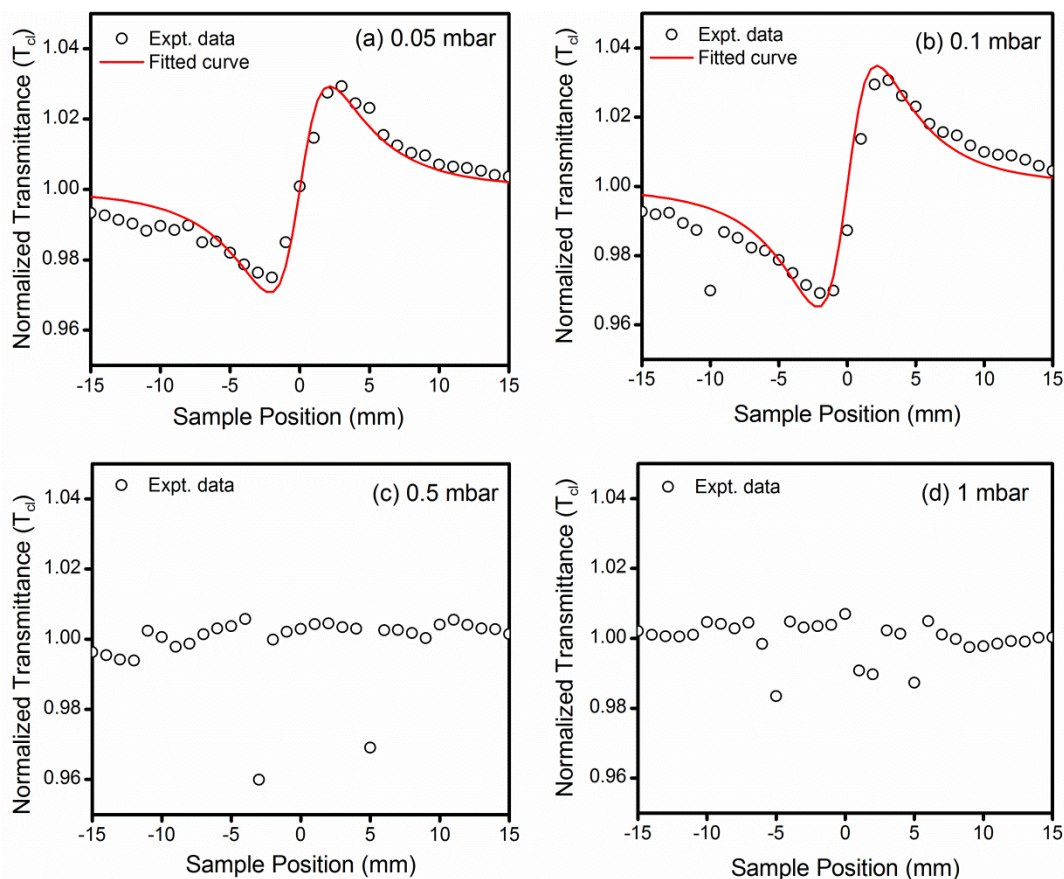 (a) 0.05 mbar
Expt. data
Fitted curve
Normalized Transmittance (T_cl)
1.04
1.02
1.00
0.98
0.96
-15 -10 -5 0 5 10 15
Sample Position (mm)
(b) 0.1 mbar
Expt. data
Fitted curve
Normalized Transmittance (T_cl)
1.04
1.02
1.00
0.98
0.96
-15 -10 -5 0 5 10 15
Sample Position (mm)
(c) 0.5 mbar
Expt. data
Normalized Transmittance (T_cl)
1.04
1.02
1.00
0.98
0.96
-15 -10 -5 0 5 10 15
Sample Position (mm)
(d) 1 mbar
Expt. data
Normalized Transmittance (T_cl)
1.04
1.02
1.00
0.98
0.96
-15 -10 -5 0 5 10 15
Sample Position (mm)